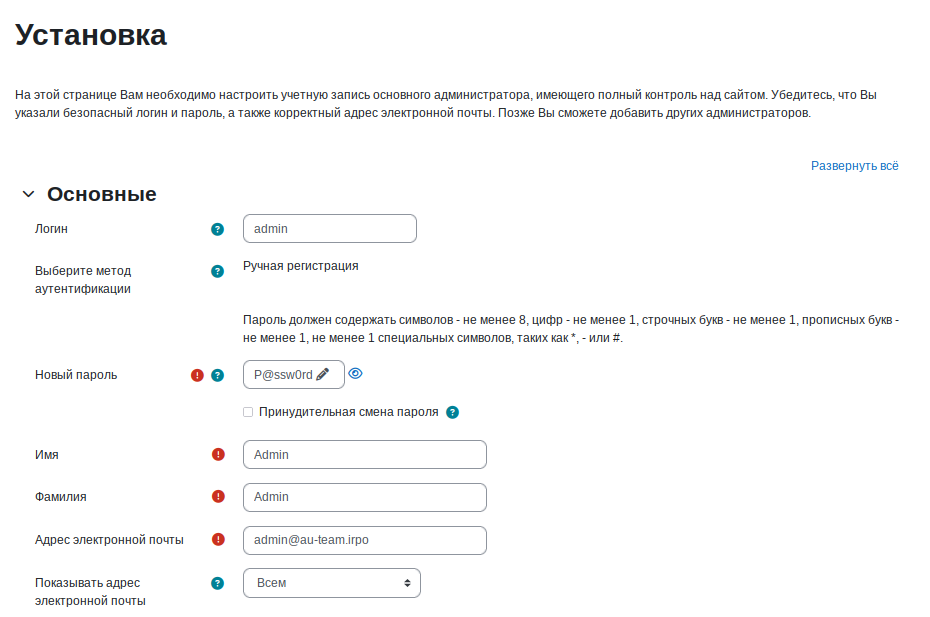 Установка
На этой странице Вам необходимо настроить учетную запись основного администратора, имеющего полный контроль над сайтом. Убедитесь, что Вы
указали безопасный логин и пароль, а также корректный адрес электронной почты. Позже Вы сможете добавить других администраторов.
Развернуть всё
Основные
Логин ? admin
Выберите метод ? Ручная регистрация
аутентификации
Пароль должен содержать символов - не менее 8, цифр - не менее 1, строчных букв - не менее 1, прописных букв -
не менее 1, не менее 1 специальных символов, таких как *, - или #.
Новый пароль ! ? P@ssw0rd
Принудительная смена пароля ?
Имя ! Admin
Фамилия ! Admin
Адрес электронной почты ! admin@au-team.irpo
Показывать адрес ? Всем
электронной почты